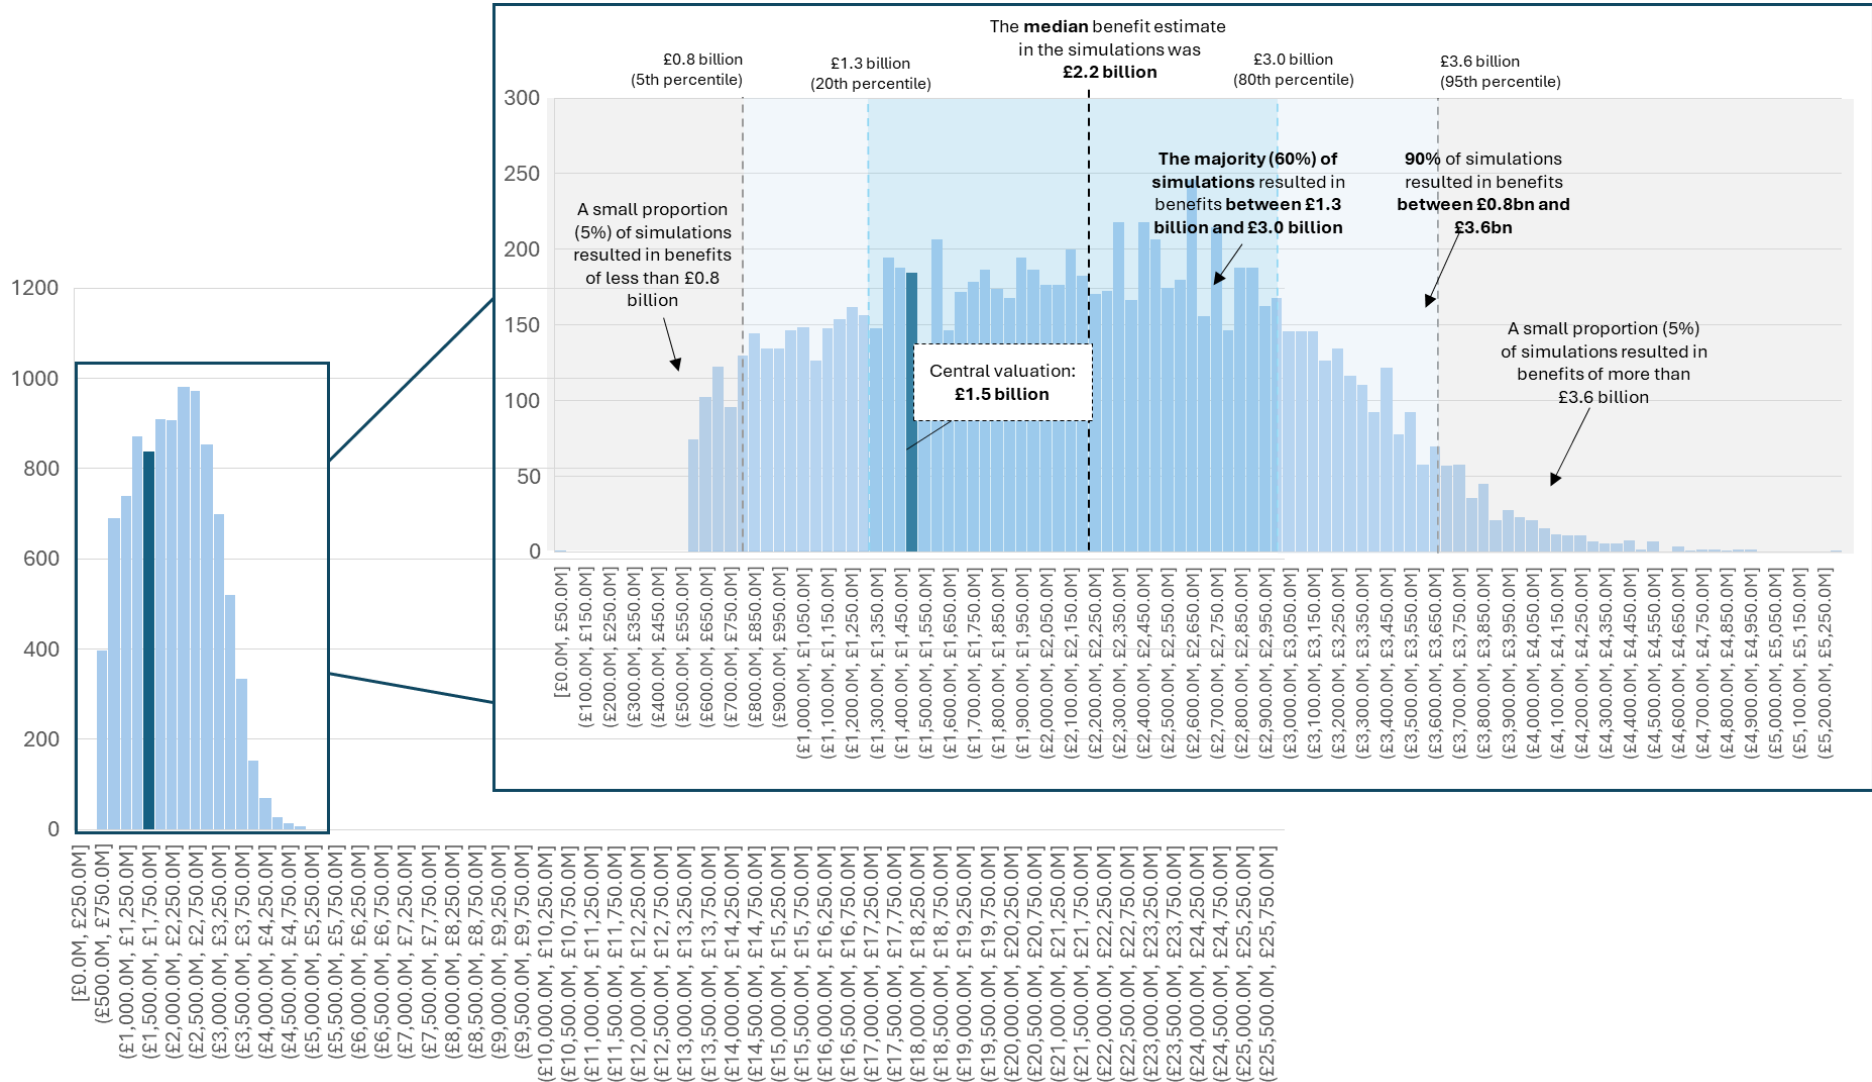 The median benefit estimate
in the simulations was
£2.2 billion
£0.8 billion
(5th percentile)
£1.3 billion
(20th percentile)
£3.0 billion
(80th percentile)
£3.6 billion
(95th percentile)
300
250
200
150
100
50
0
A small proportion
(5%) of simulations
resulted in benefits
of less than £0.8
billion
The majority (60%) of
simulations resulted in
benefits between £1.3
billion and £3.0 billion
90% of simulations
resulted in benefits
between £0.8bn and
£3.6bn
A small proportion (5%)
of simulations resulted in
benefits of more than
£3.6 billion
Central valuation:
£1.5 billion
[£0.0M, £50.0M]
(£100.0M, £150.0M]
(£200.0M, £250.0M]
(£300.0M, £350.0M]
(£400.0M, £450.0M]
(£500.0M, £550.0M]
(£600.0M, £650.0M]
(£700.0M, £750.0M]
(£800.0M, £850.0M]
(£900.0M, £950.0M]
(£1,000.0M, £1,050.0M]
(£1,100.0M, £1,150.0M]
(£1,200.0M, £1,250.0M]
(£1,300.0M, £1,350.0M]
(£1,400.0M, £1,450.0M]
(£1,500.0M, £1,550.0M]
(£1,600.0M, £1,650.0M]
(£1,700.0M, £1,750.0M]
(£1,800.0M, £1,850.0M]
(£1,900.0M, £1,950.0M]
(£2,000.0M, £2,050.0M]
(£2,100.0M, £2,150.0M]
(£2,200.0M, £2,250.0M]
(£2,300.0M, £2,350.0M]
(£2,400.0M, £2,450.0M]
(£2,500.0M, £2,550.0M]
(£2,600.0M, £2,650.0M]
(£2,700.0M, £2,750.0M]
(£2,800.0M, £2,850.0M]
(£2,900.0M, £2,950.0M]
(£3,000.0M, £3,050.0M]
(£3,100.0M, £3,150.0M]
(£3,200.0M, £3,250.0M]
(£3,300.0M, £3,350.0M]
(£3,400.0M, £3,450.0M]
(£3,500.0M, £3,550.0M]
(£3,600.0M, £3,650.0M]
(£3,700.0M, £3,750.0M]
(£3,800.0M, £3,850.0M]
(£3,900.0M, £3,950.0M]
(£4,000.0M, £4,050.0M]
(£4,100.0M, £4,150.0M]
(£4,200.0M, £4,250.0M]
(£4,300.0M, £4,350.0M]
(£4,400.0M, £4,450.0M]
(£4,500.0M, £4,550.0M]
(£4,600.0M, £4,650.0M]
(£4,700.0M, £4,750.0M]
(£4,800.0M, £4,850.0M]
(£4,900.0M, £4,950.0M]
(£5,000.0M, £5,050.0M]
(£5,100.0M, £5,150.0M]
(£5,200.0M, £5,250.0M]
1200
1000
800
600
400
200
0
[£0.0M, £250.0M]
(£500.0M, £750.0M]
(£1,000.0M, £1,250.0M]
(£1,500.0M, £1,750.0M]
(£2,000.0M, £2,250.0M]
(£2,500.0M, £2,750.0M]
(£3,000.0M, £3,250.0M]
(£3,500.0M, £3,750.0M]
(£4,000.0M, £4,250.0M]
(£4,500.0M, £4,750.0M]
(£5,000.0M, £5,250.0M]
(£5,500.0M, £5,750.0M]
(£6,000.0M, £6,250.0M]
(£6,500.0M, £6,750.0M]
(£7,000.0M, £7,250.0M]
(£7,500.0M, £7,750.0M]
(£8,000.0M, £8,250.0M]
(£8,500.0M, £8,750.0M]
(£9,000.0M, £9,250.0M]
(£9,500.0M, £9,750.0M]
(£10,000.0M, £10,250.0M]
(£10,500.0M, £10,750.0M]
(£11,000.0M, £11,250.0M]
(£11,500.0M, £11,750.0M]
(£12,000.0M, £12,250.0M]
(£12,500.0M, £12,750.0M]
(£13,000.0M, £13,250.0M]
(£13,500.0M, £13,750.0M]
(£14,000.0M, £14,250.0M]
(£14,500.0M, £14,750.0M]
(£15,000.0M, £15,250.0M]
(£15,500.0M, £15,750.0M]
(£16,000.0M, £16,250.0M]
(£16,500.0M, £16,750.0M]
(£17,000.0M, £17,250.0M]
(£17,500.0M, £17,750.0M]
(£18,000.0M, £18,250.0M]
(£18,500.0M, £18,750.0M]
(£19,000.0M, £19,250.0M]
(£19,500.0M, £19,750.0M]
(£20,000.0M, £20,250.0M]
(£20,500.0M, £20,750.0M]
(£21,000.0M, £21,250.0M]
(£21,500.0M, £21,750.0M]
(£22,000.0M, £22,250.0M]
(£22,500.0M, £22,750.0M]
(£23,000.0M, £23,250.0M]
(£23,500.0M, £23,750.0M]
(£24,000.0M, £24,250.0M]
(£24,500.0M, £24,750.0M]
(£25,000.0M, £25,250.0M]
(£25,500.0M, £25,750.0M]